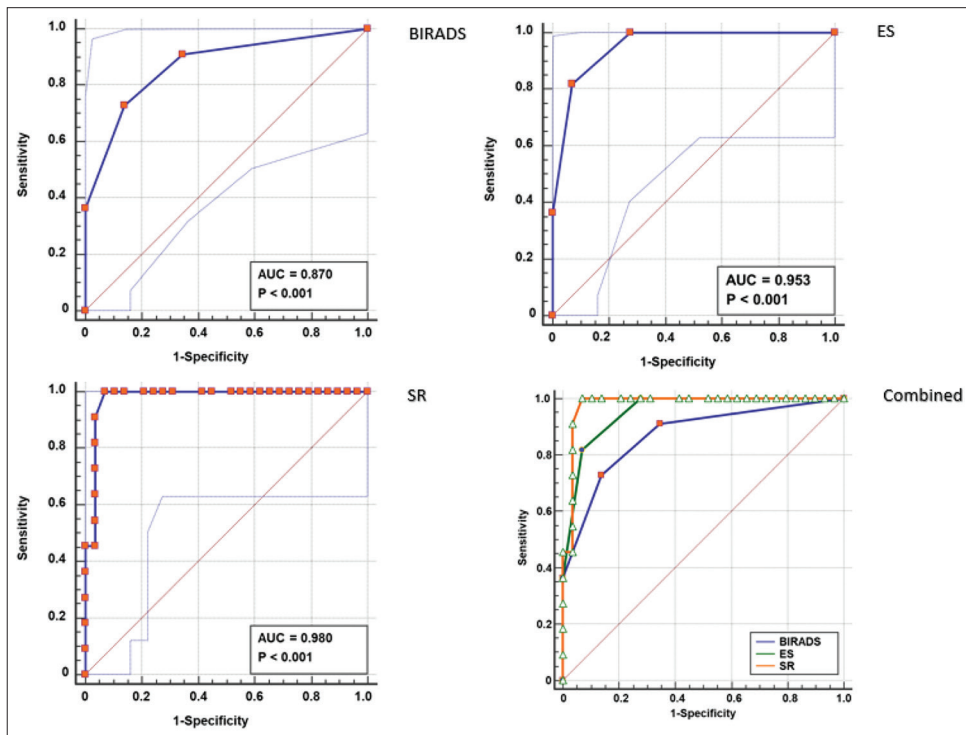 BIRADS
1.0
0.8
0.6
0.4
0.2
0
Sensitivity
0 0.2 0.4 0.6 0.8 1.0
1-Specificity
AUC = 0.870
P < 0.001
ES
1.0
0.8
0.6
0.4
0.2
0
Sensitivity
0 0.2 0.4 0.6 0.8 1.0
1-Specificity
AUC = 0.953
P < 0.001
SR
1.0
0.8
0.6
0.4
0.2
0
Sensitivity
0 0.2 0.4 0.6 0.8 1.0
1-Specificity
AUC = 0.980
P < 0.001
Combined
1.0
0.8
0.6
0.4
0.2
0
Sensitivity
0 0.2 0.4 0.6 0.8 1.0
1-Specificity
BIRADS
ES
SR